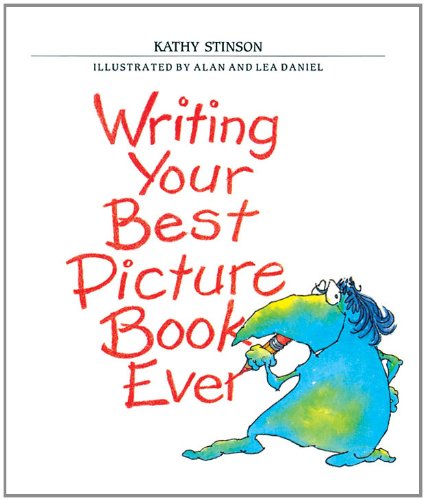 KATHY STINSON
ILLUSTRATED BY ALAN AND LEA DANIEL
Writing
Your
Best
Picture
Book
Ever